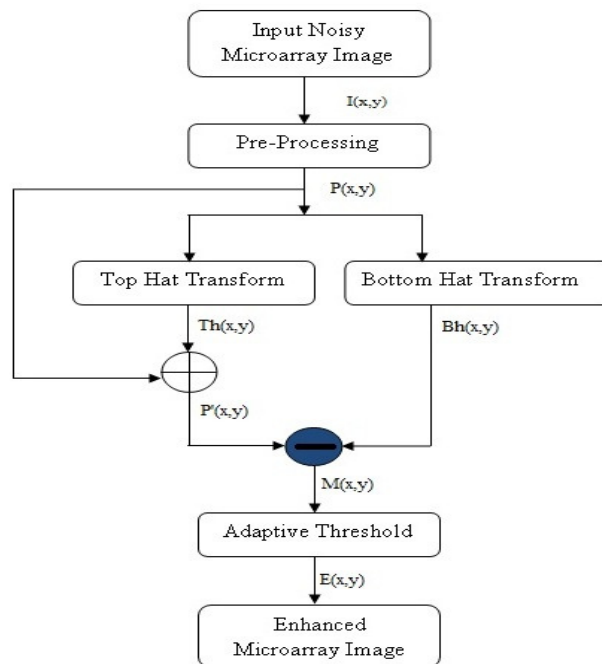 Input Noisy
Microarray Image
I(x,y)
Pre-Processing
P(x,y)
Top Hat Transform
Bottom Hat Transform
Th(x,y)
Bh(x,y)
P'(x,y)
M(x,y)
Adaptive Threshold
E(x,y)
Enhanced
Microarray Image